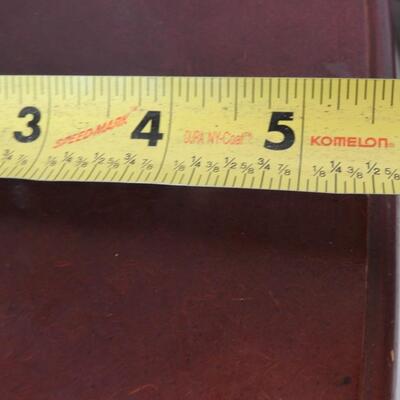 3 SPEEDMARK™ 4 DURA NY-Coat™ 5 KOMELON®
3/4 7/8 1/8 1/4 3/8 1/2 5/8 3/4 7/8 1/8 1/4 3/8 1/2 5/8 3/4 7/8 1/8 1/4 3/8 1/2 5/8